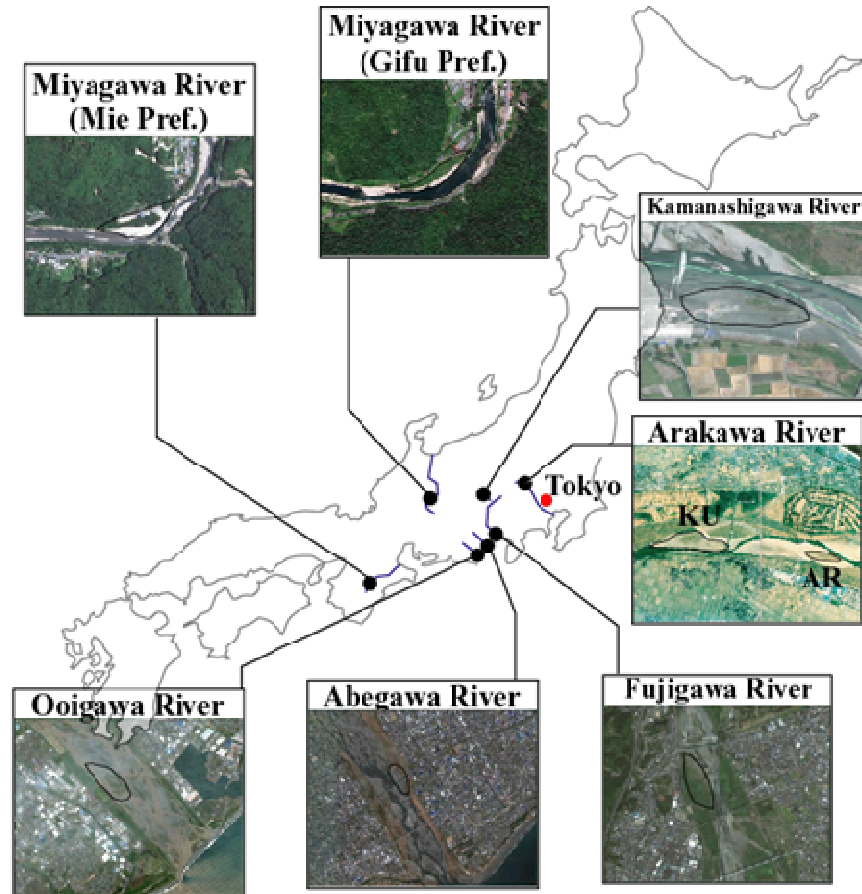 Miyagawa River
(Mie Pref.)
Miyagawa River
(Gifu Pref.)
Kamanashigawa River
Arakawa River
KU
AR
Tokyo
Ooigawa River
Abegawa River
Fujigawa River